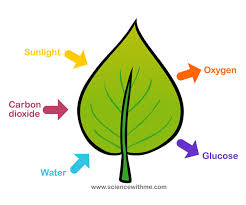 Sunlight
Oxygen
Carbon
dioxide
Water
Glucose
www.sciencewithme.com